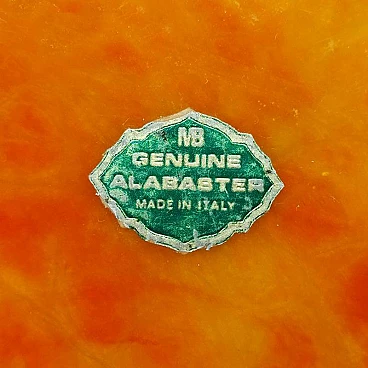 MB
GENUINE
ALABASTER
MADE IN ITALY